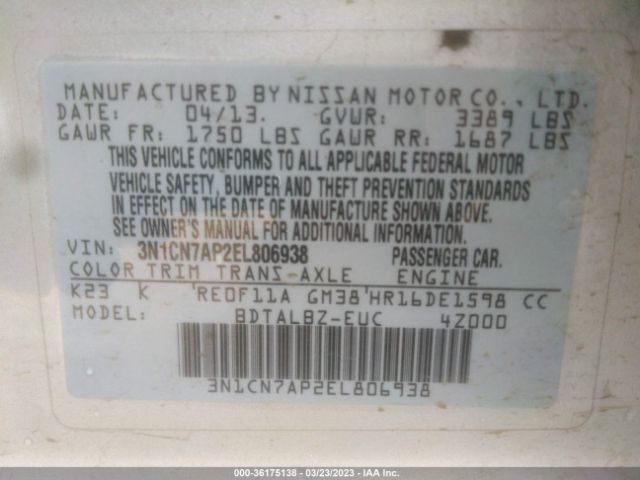 MANUFACTURED BY NISSAN MOTOR CO., LTD.
DATE: 04/13. GVWR: 3389 LBS
GAWR FR: 1750 LBS GAWR RR: 1687 LBS
THIS VEHICLE CONFORMS TO ALL APPLICABLE FEDERAL MOTOR
VEHICLE SAFETY, BUMPER AND THEFT PREVENTION STANDARDS
IN EFFECT ON THE DATE OF MANUFACTURE SHOWN ABOVE.
SEE OWNER'S MANUAL FOR ADDITIONAL INFORMATION.
VIN: 3N1CN7AP2EL806938 PASSENGER CAR.
COLOR TRIM TRANS-AXLE ENGINE
K23 K 'RE0F11A GM38'HR16DE1598 CC
MODEL: BDTALBZ-EUC 4Z000
3N1CN7AP2EL806938
000-36175138 - 03/23/2023 - IAA Inc.